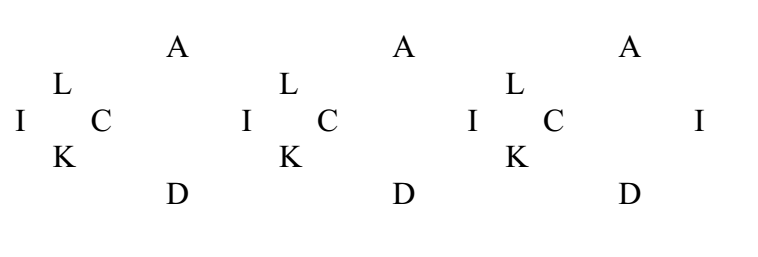 A A A
L L L
I C I C I C I
K K K
D D D